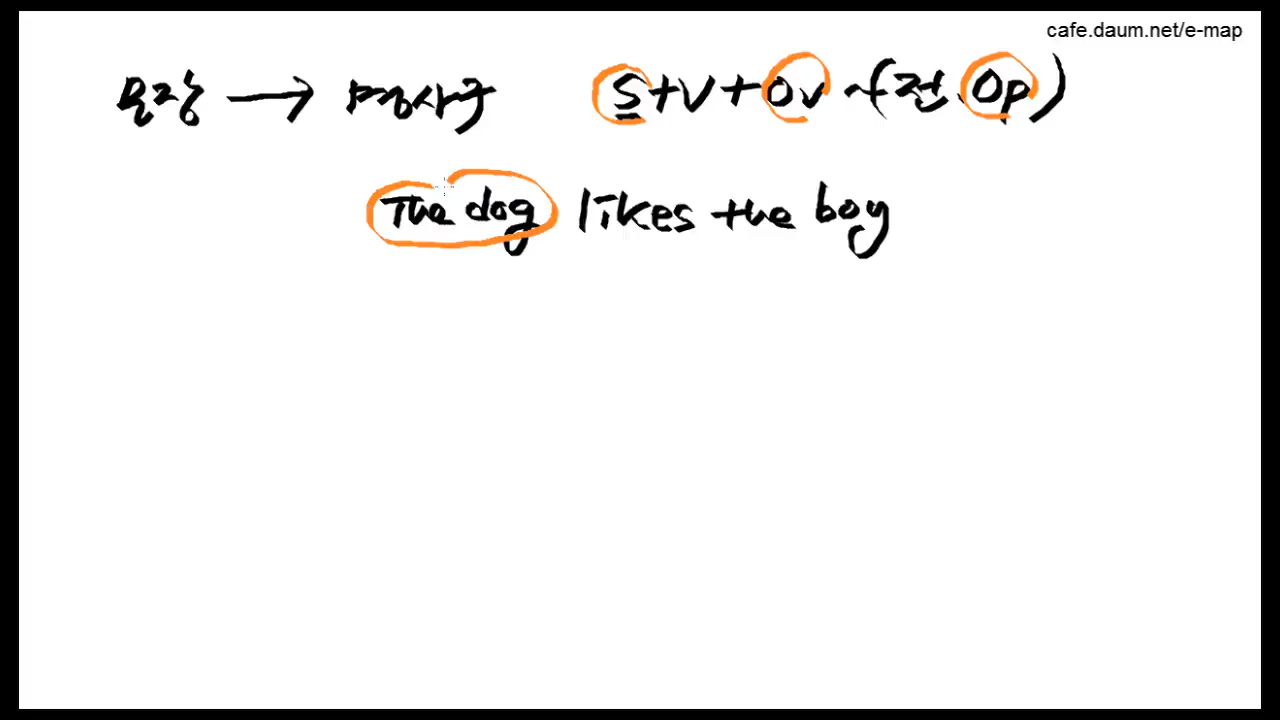 cafe.daum.net/e-map
문장 → 명사구 S+V+Ov ~(전.Op)
The dog likes the boy